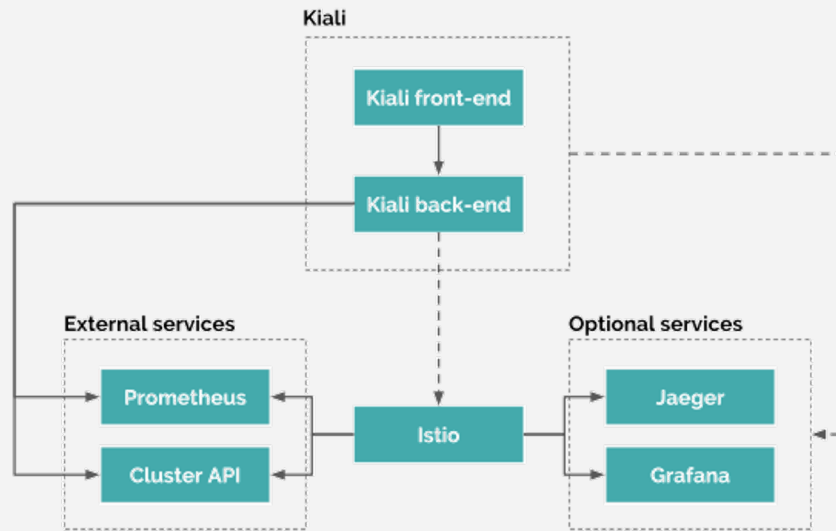 Kiali
Kiali front-end
Kiali back-end
External services
Optional services
Prometheus
Jaeger
Istio
Cluster API
Grafana